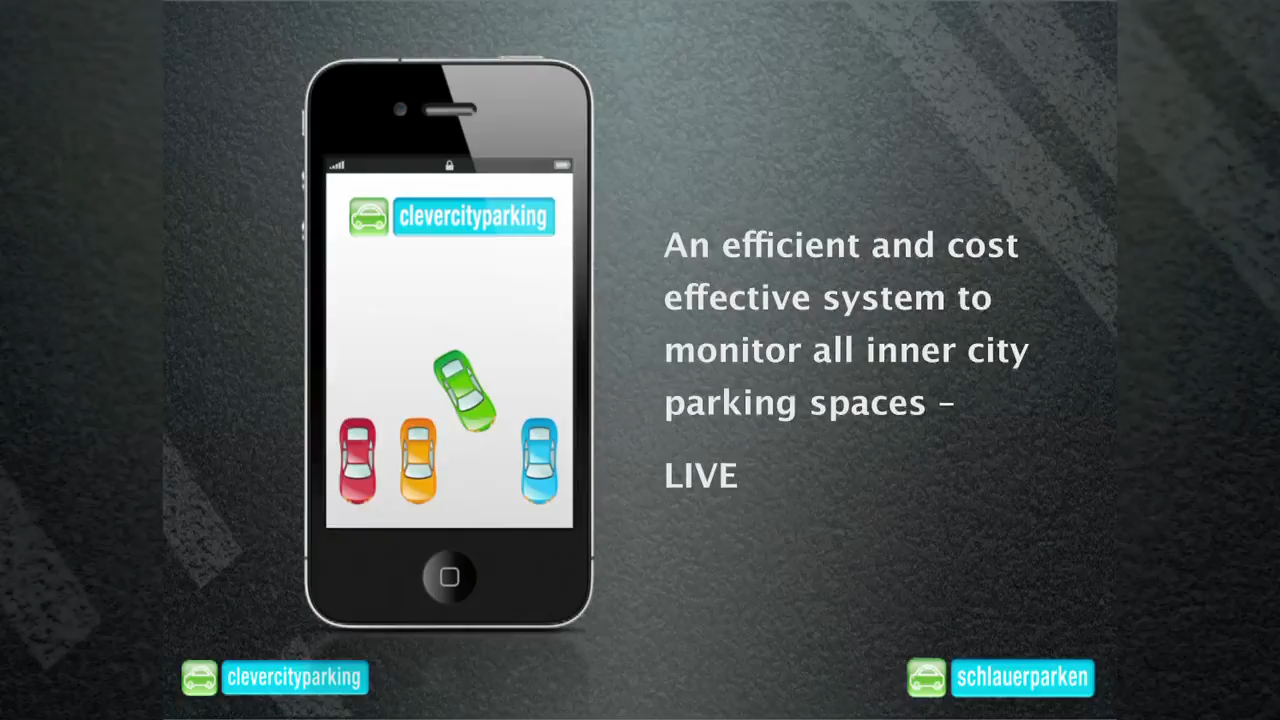 clevercityparking
An efficient and cost
effective system to
monitor all inner city
parking spaces –
LIVE
clevercityparking
schlauerparken